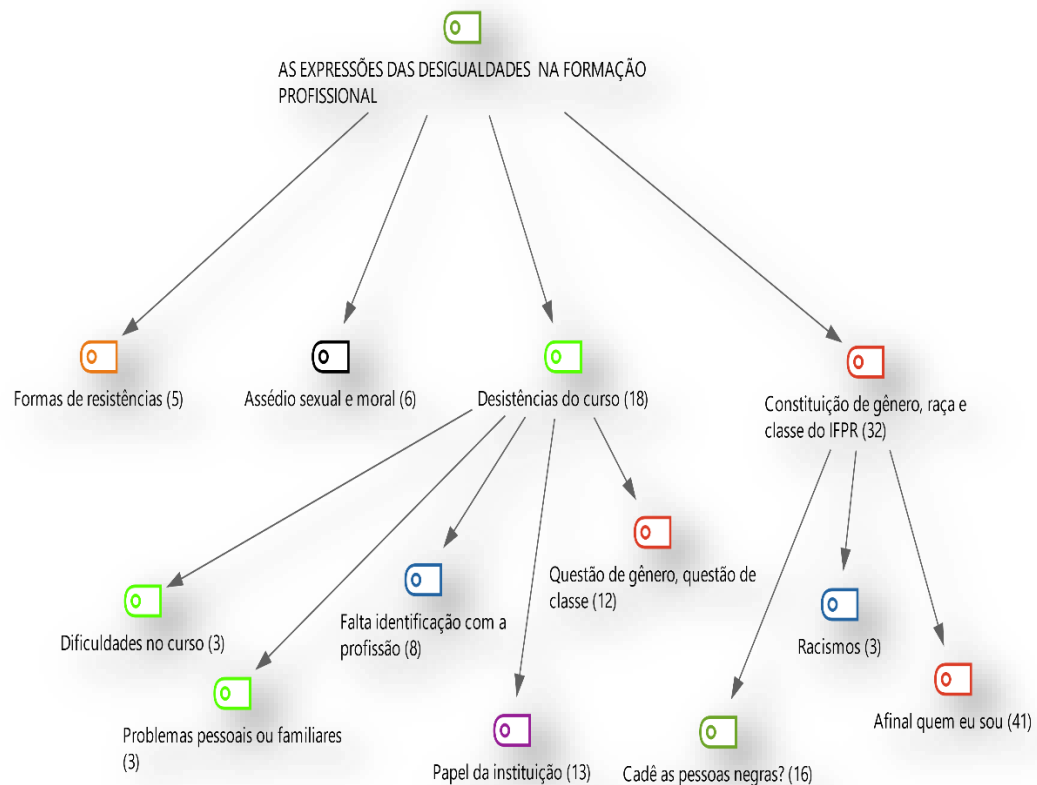 AS EXPRESSÕES DAS DESIGUALDADES NA FORMAÇÃO
PROFISSIONAL
Formas de resistências (5)
Assédio sexual e moral (6)
Desistências do curso (18)
Constituição de gênero, raça e
classe do IFPR (32)
Questão de gênero, questão de
classe (12)
Falta identificação com a
profissão (8)
Dificuldades no curso (3)
Racismos (3)
Afinal quem eu sou (41)
Problemas pessoais ou familiares
(3)
Papel da instituição (13)
Cadê as pessoas negras? (16)